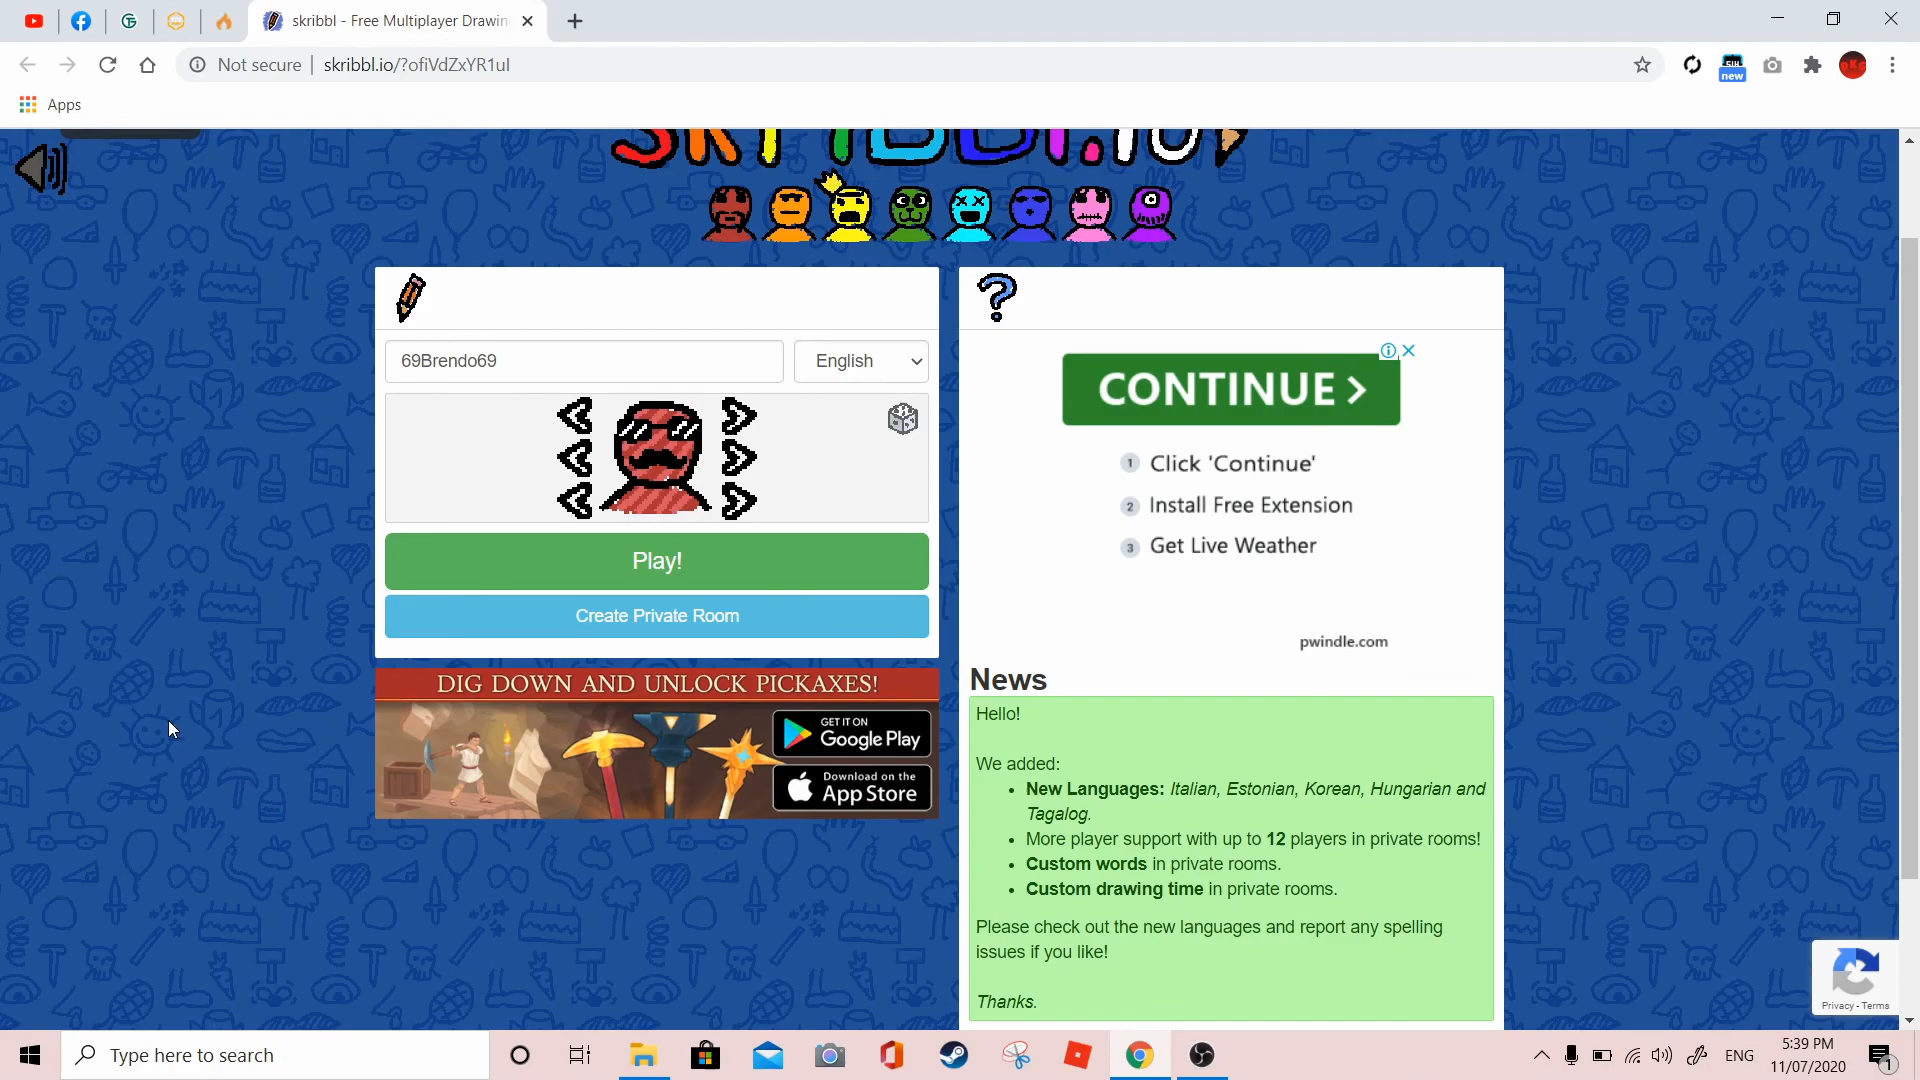 skribbl - Free Multiplayer Drawin
Not secure
skribbl.io/?ofiVdZxYR1uI
new
Apps
skribbl.io
69Brendo69
English
Play!
Create Private Room
DIG DOWN AND UNLOCK PICKAXES!
GET IT ON
Google Play
Download on the
App Store
CONTINUE >
1 Click 'Continue'
2 Install Free Extension
3 Get Live Weather
pwindle.com
News
Hello!
We added:
• New Languages: Italian, Estonian, Korean, Hungarian and
Tagalog.
• More player support with up to 12 players in private rooms!
• Custom words in private rooms.
• Custom drawing time in private rooms.
Please check out the new languages and report any spelling
issues if you like!
Thanks.
Privacy - Terms
Type here to search
ENG
5:39 PM
11/07/2020
1